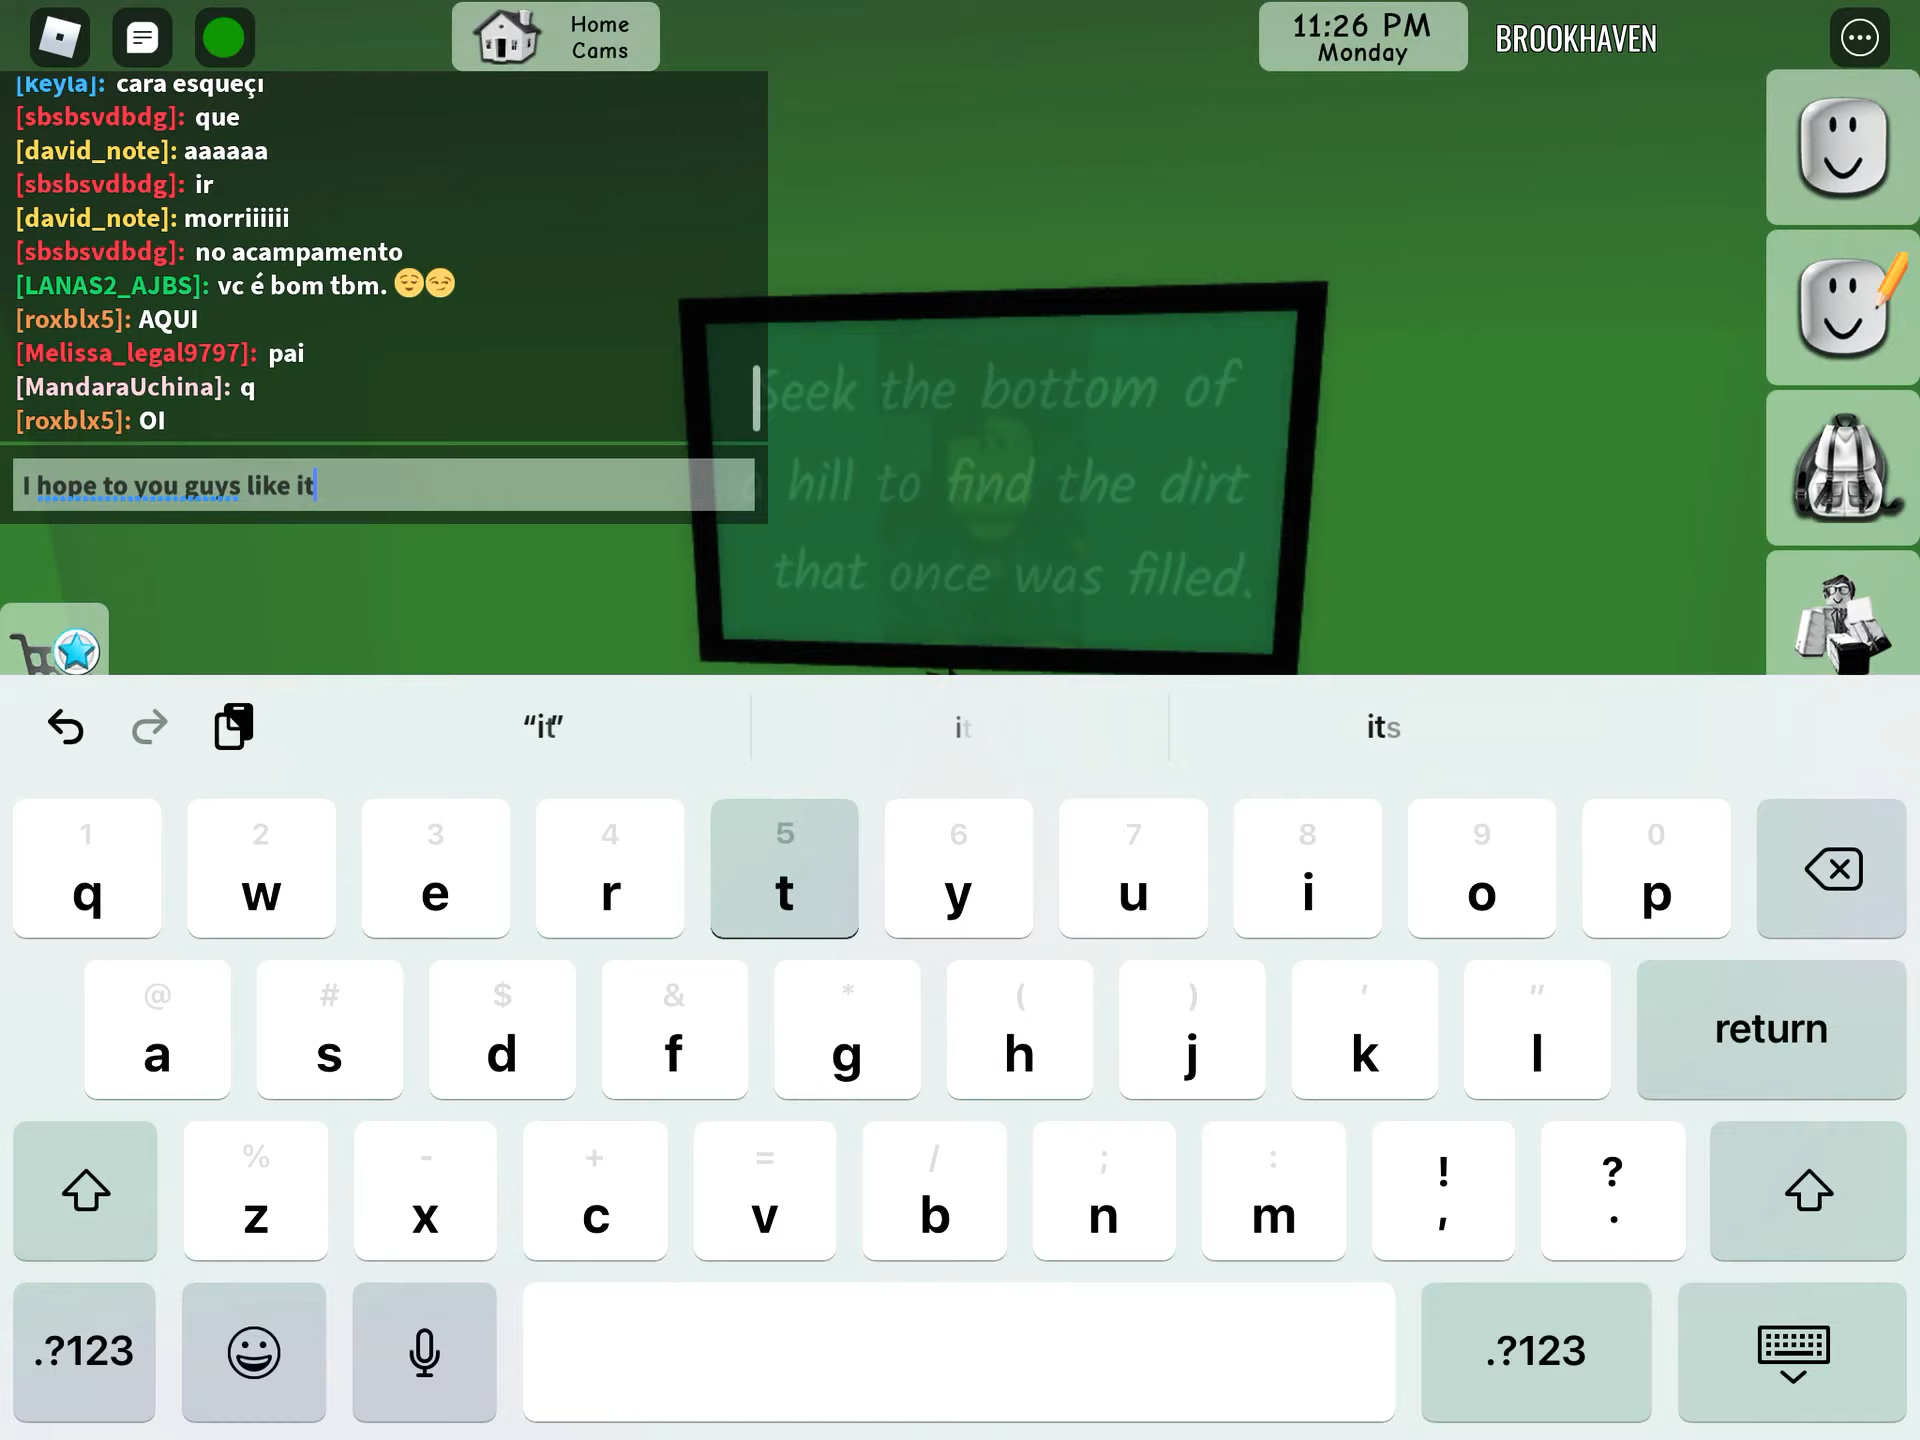 Home
Cams
11:26 PM
Monday
BROOKHAVEN
[keyla]: cara esqueçi
[sbsbsvdbdg]: que
[david_note]: aaaaaa
[sbsbsvdbdg]: ir
[david_note]: morriiiiii
[sbsbsvdbdg]: no acampamento
[LANAS2_AJBS]: vc é bom tbm. 😌😏
[roxblx5]: AQUI
[Melissa_legal9797]: pai
[MandaraUchina]: q
[roxblx5]: OI
I hope to you guys like it
Seek the bottom of
hill to find the dirt
that once was filled.
“it” it its
1 2 3 4 5 6 7 8 9 0
q w e r t y u i o p
@ # $ & * ( ) ' "
a s d f g h j k l return
% - + = / ; : ! ?
z x c v b n m , .
.?123 .?123